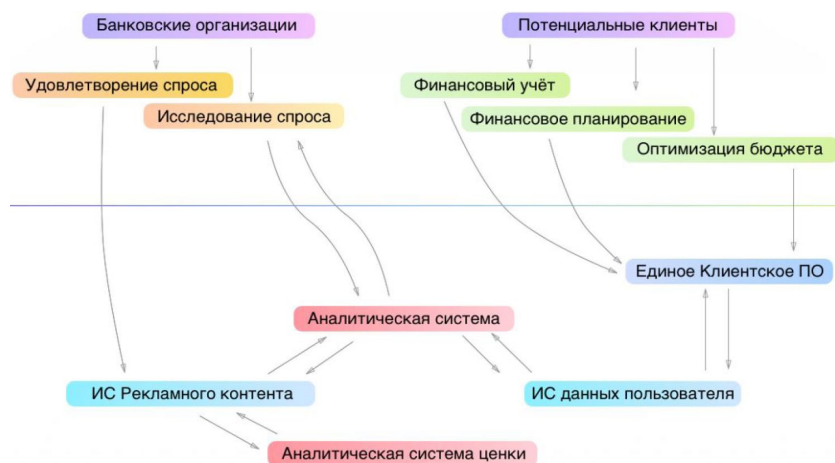 Банковские организации
Потенциальные клиенты
Удовлетворение спроса
Финансовый учёт
Исследование спроса
Финансовое планирование
Оптимизация бюджета
Единое Клиентское ПО
Аналитическая система
ИС Рекламного контента
ИС данных пользователя
Аналитическая система ценки